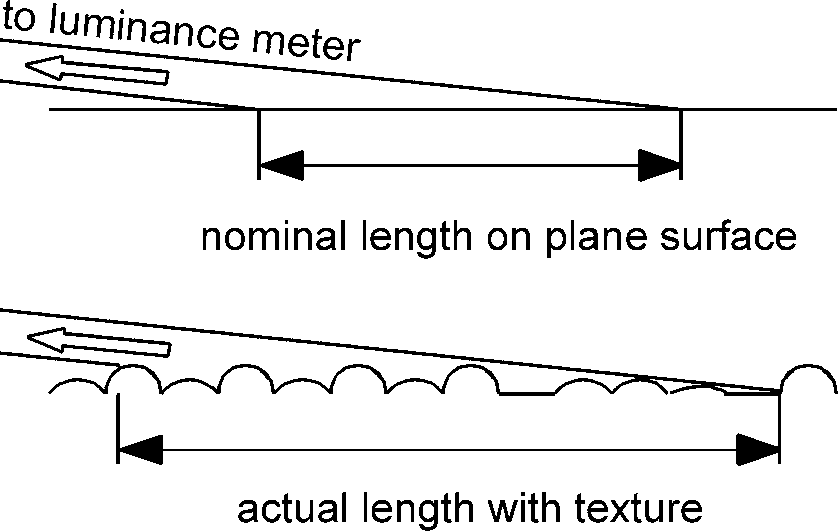 to luminance meter
nominal length on plane surface
actual length with texture